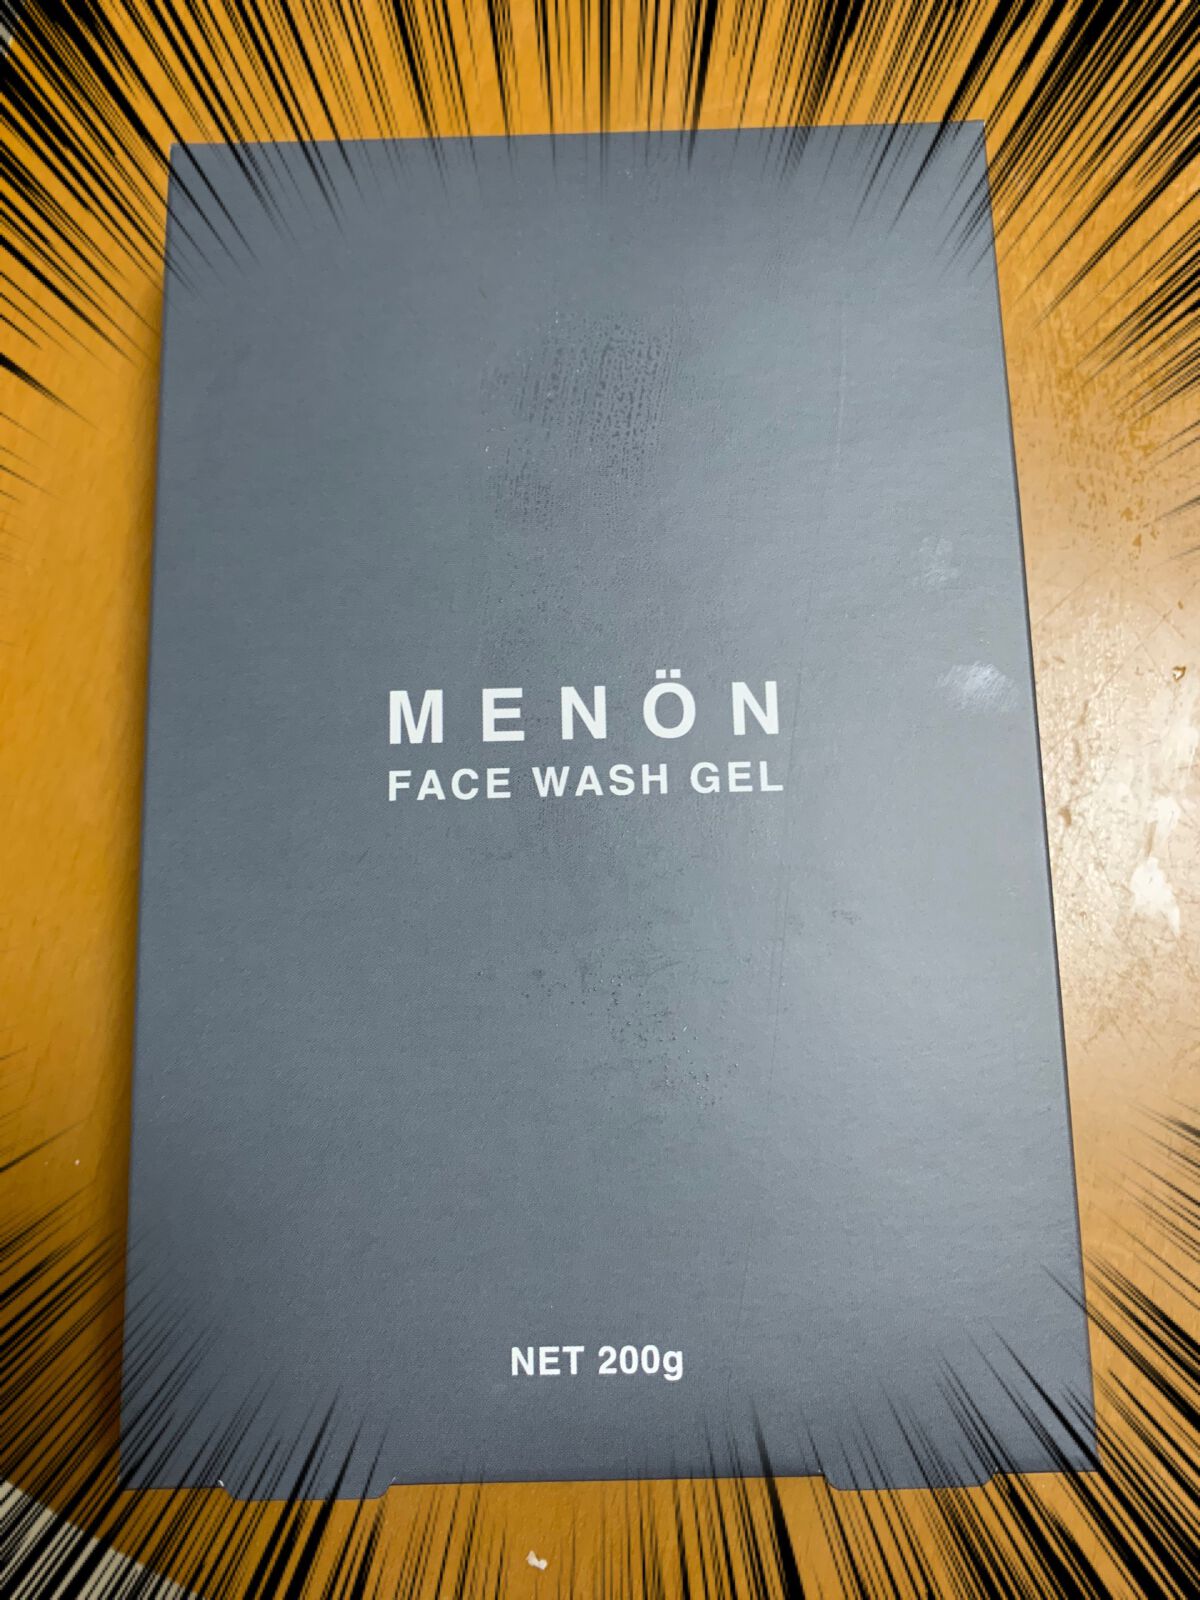 MENÖN
FACE WASH GEL
NET 200g